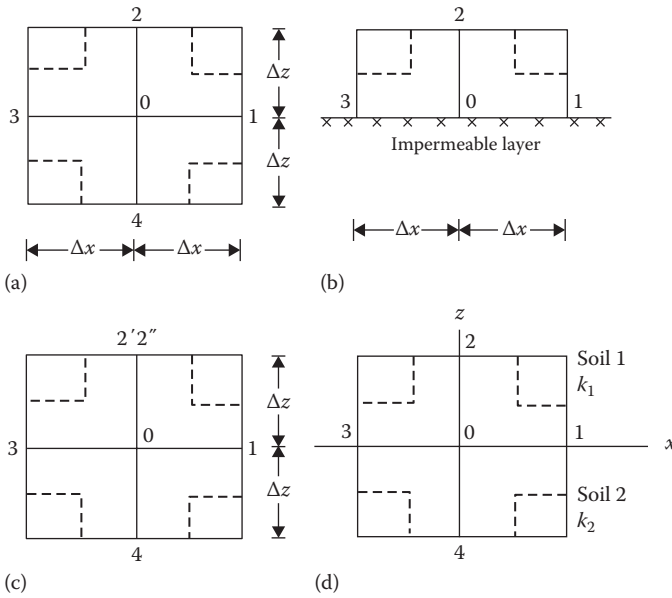 2
Δz
3 0 1
Δz
4
Δx Δx
(a)
2
3 0 1
Impermeable layer
Δx Δx
(b)
2′2″
Δz
3 0 1
Δz
4
(c)
z
2
Soil 1
k1
3 0 1
x
Soil 2
k2
4
(d)